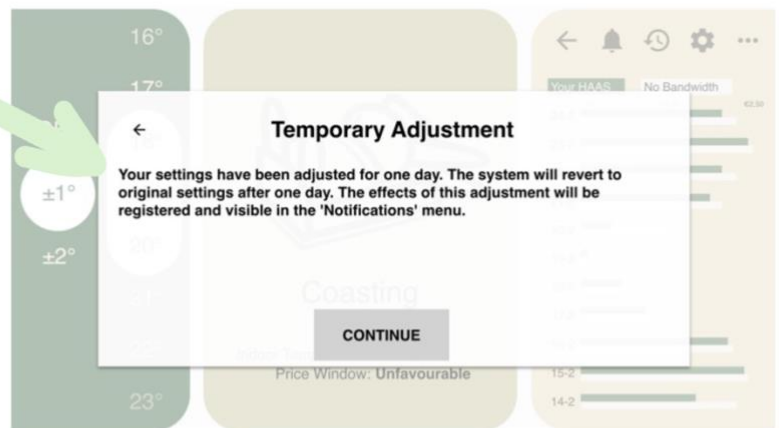 16°
17°
Your HAAS
No Bandwidth
€2,50
←
Temporary Adjustment
Your settings have been adjusted for one day. The system will revert to
original settings after one day. The effects of this adjustment will be
registered and visible in the 'Notifications' menu.
±1°
±2°
20°
Coasting
CONTINUE
Price Window: Unfavourable
15-2
14-2
23°